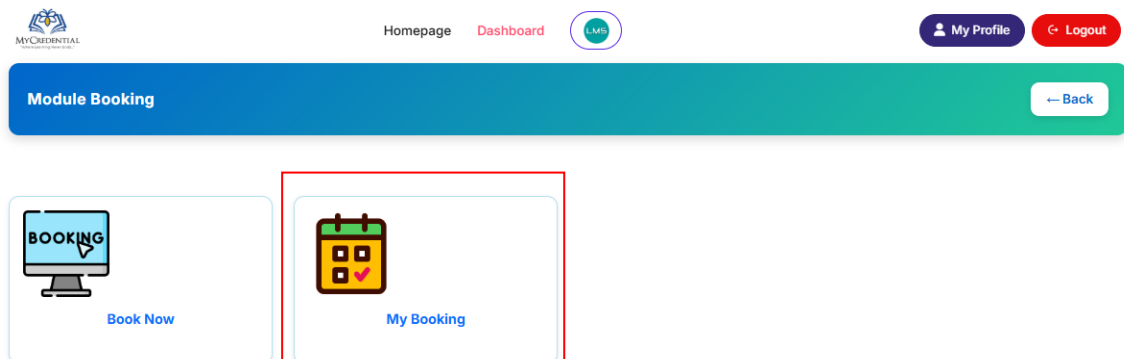 MYCREDENTIAL
Homepage
Dashboard
LMS
My Profile
Logout
Module Booking
← Back
BOOKING
Book Now
My Booking